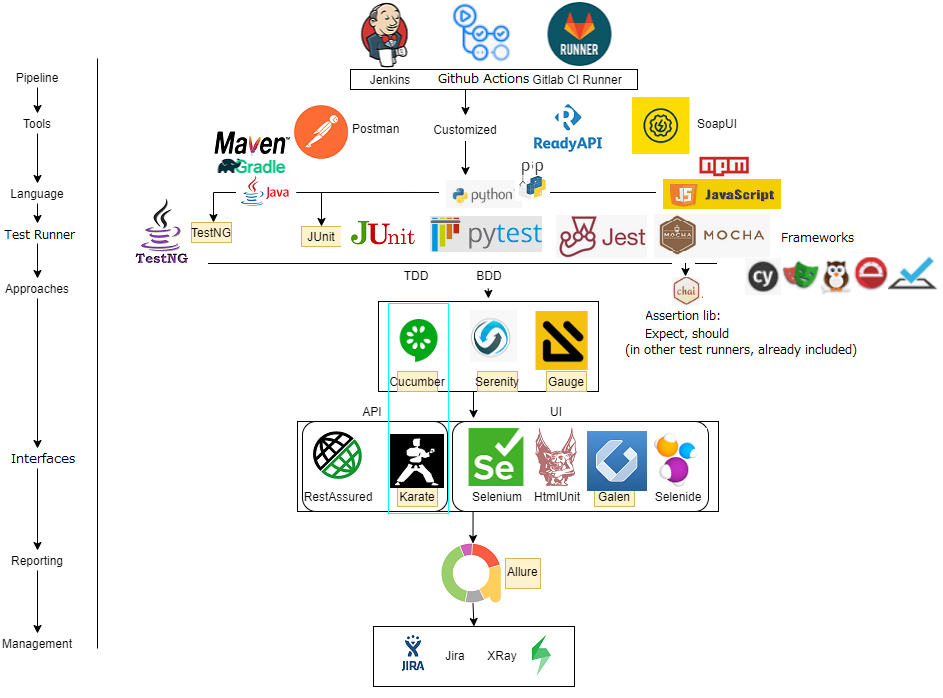 RUNNER
Jenkins
Github Actions
Gitlab CI Runner
Pipeline
Tools
Postman
Customized
ReadyAPI
SoapUI
Maven™
Gradle
pip
npm
Language
Java
python
JS JavaScript
Test Runner
TestNG
TestNG
JUnit
JUnit
pytest
Jest
MOCHA
MOCHA
Frameworks
Approaches
TDD
BDD
cy
chai
Assertion lib:
Expect, should
(in other test runners, already included)
Cucumber
Serenity
Gauge
API
UI
Interfaces
Se
RestAssured
Karate
Selenium
HtmlUnit
Galen
Selenide
Reporting
Allure
Management
JIRA
Jira
XRay